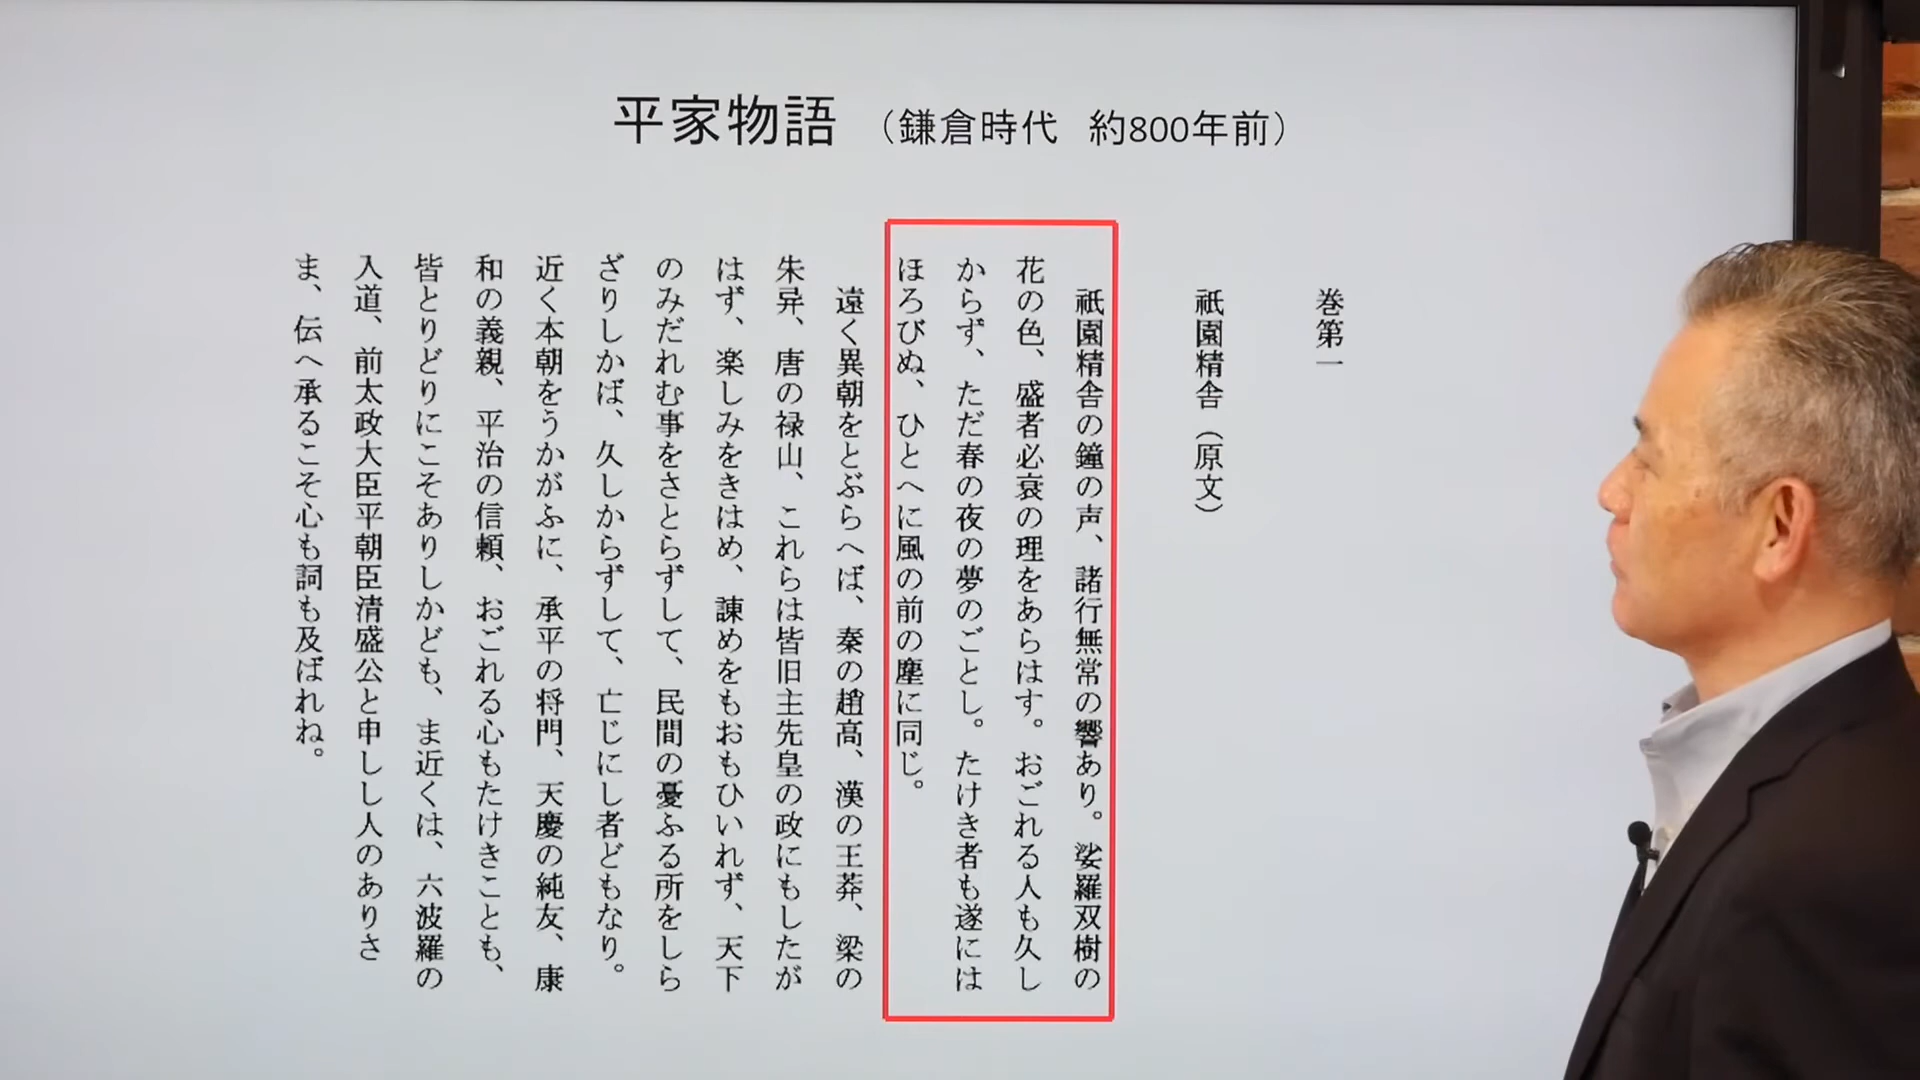 平家物語 （鎌倉時代 約800年前）
巻第一
祇園精舎（原文）
祇園精舎の鐘の声、諸行無常の響あり。娑羅双樹の
花の色、盛者必衰の理をあらはす。おごれる人も久し
からず、ただ春の夜の夢のごとし。たけき者も遂には
ほろびぬ、ひとへに風の前の塵に同じ。
遠く異朝をとぶらへば、秦の趙高、漢の王莽、梁の
朱异、唐の禄山、これらは皆旧主先皇の政にもしたが
はず、楽しみをきはめ、諫めをもおもひいれず、天下
のみだれむ事をさとらずして、民間の憂ふる所をしら
ざりしかば、久しからずして、亡じにし者どもなり。
近く本朝をうかがふに、承平の将門、天慶の純友、康
和の義親、平治の信頼、おごれる心もたけきことも、
皆とりどりにこそありしかども、ま近くは、六波羅の
入道、前太政大臣平朝臣清盛公と申しし人のありさ
ま、伝へ承るこそ心も詞も及ばれね。